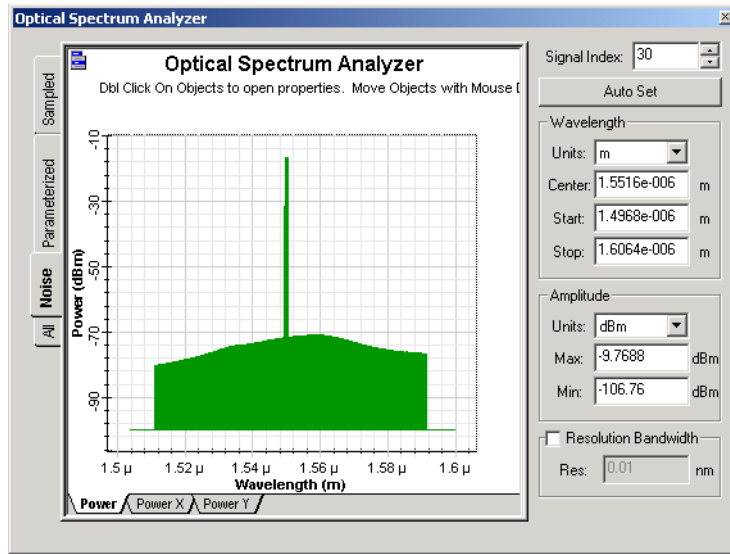 Optical Spectrum Analyzer
Sampled
Parameterized
Noise
All
Optical Spectrum Analyzer
Dbl Click On Objects to open properties. Move Objects with Mouse D
Power (dBm)
-10
-30
-50
-70
-90
1.5 µ 1.52 µ 1.54 µ 1.56 µ 1.58 µ 1.6 µ
Wavelength (m)
Power Power X Power Y
Signal Index: 30
Auto Set
Wavelength
Units: m
Center: 1.5516e-006 m
Start: 1.4968e-006 m
Stop: 1.6064e-006 m
Amplitude
Units: dBm
Max: -9.7688 dBm
Min: -106.76 dBm
Resolution Bandwidth
Res: 0.01 nm